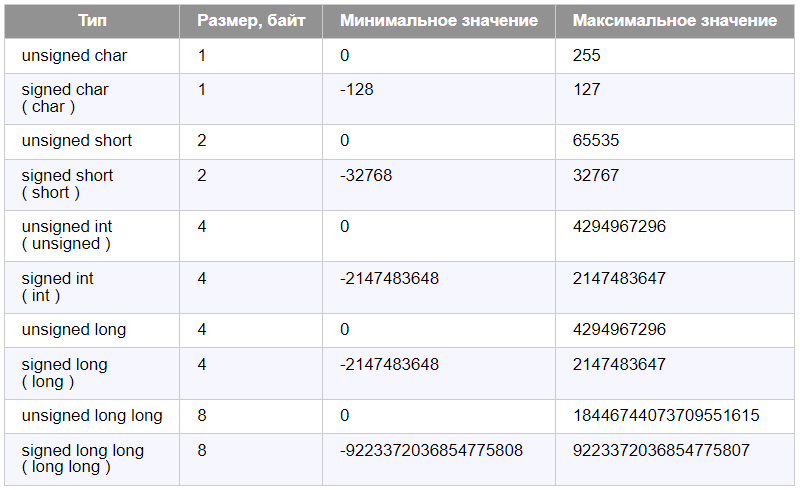 Тип Размер, байт Минимальное значение Максимальное значение
unsigned char 1 0 255
signed char 1 -128 127
( char )
unsigned short 2 0 65535
signed short 2 -32768 32767
( short )
unsigned int 4 0 4294967296
( unsigned )
signed int 4 -2147483648 2147483647
( int )
unsigned long 4 0 4294967296
signed long 4 -2147483648 2147483647
( long )
unsigned long long 8 0 18446744073709551615
signed long long 8 -9223372036854775808 9223372036854775807
( long long )